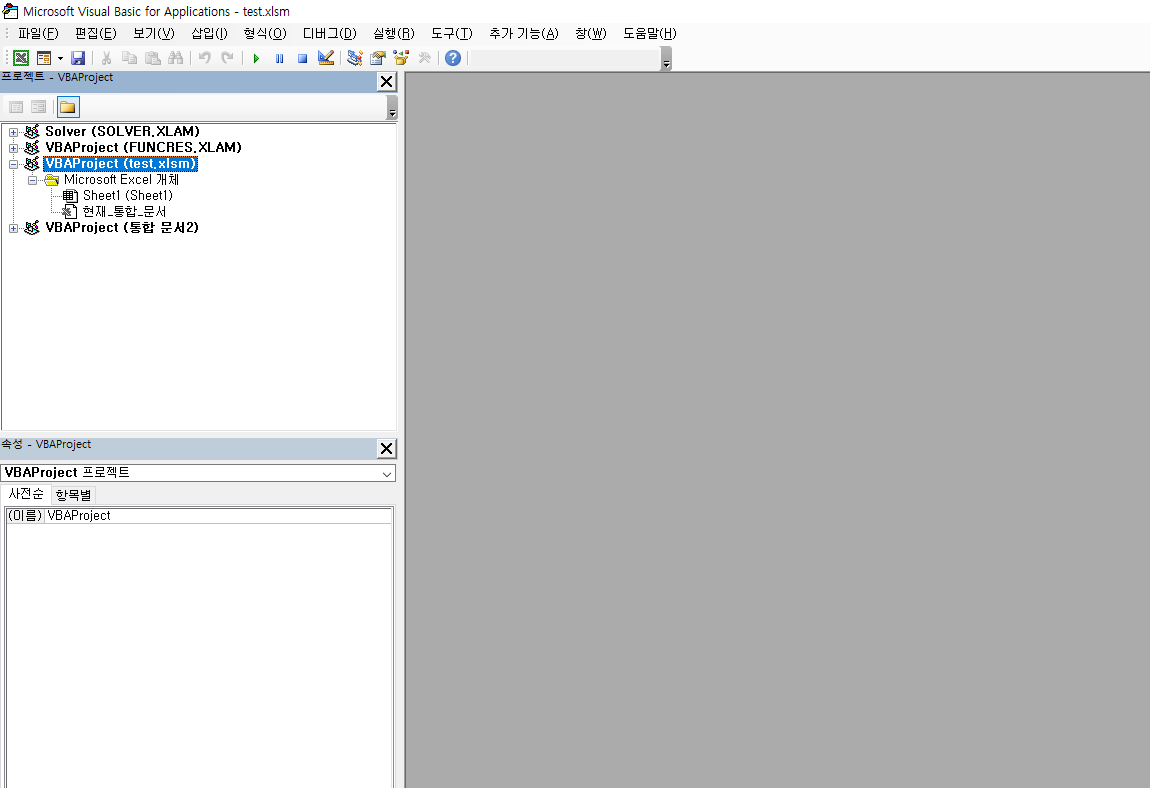 Microsoft Visual Basic for Applications - test.xlsm
파일(F) 편집(E) 보기(V) 삽입(I) 형식(O) 디버그(D) 실행(R) 도구(T) 추가 기능(A) 창(W) 도움말(H)
프로젝트 - VBAProject
Solver (SOLVER.XLAM)
VBAProject (FUNCRES.XLAM)
VBAProject (test.xlsm)
Microsoft Excel 개체
Sheet1 (Sheet1)
현재_통합_문서
VBAProject (통합 문서2)
속성 - VBAProject
VBAProject 프로젝트
사전순 항목별
(이름) VBAProject